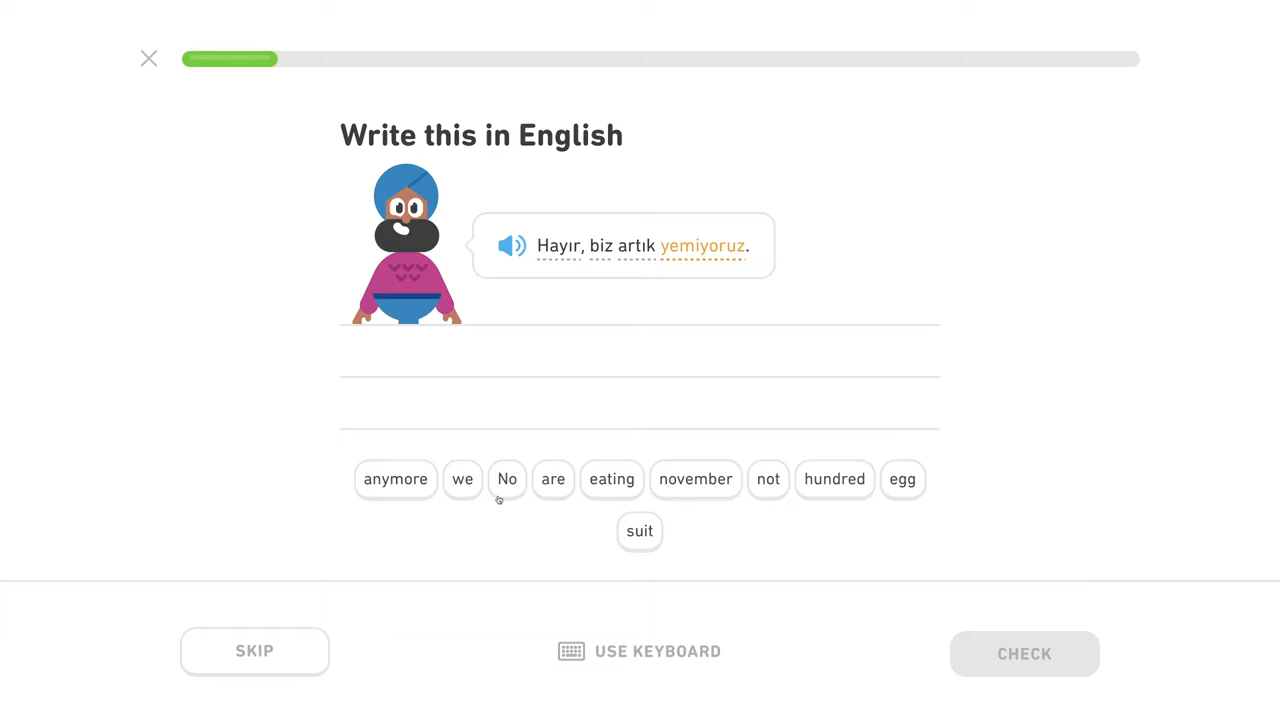 Write this in English
Hayır, biz artık yemiyoruz.
anymore we No are eating november not hundred egg
suit
SKIP USE KEYBOARD CHECK